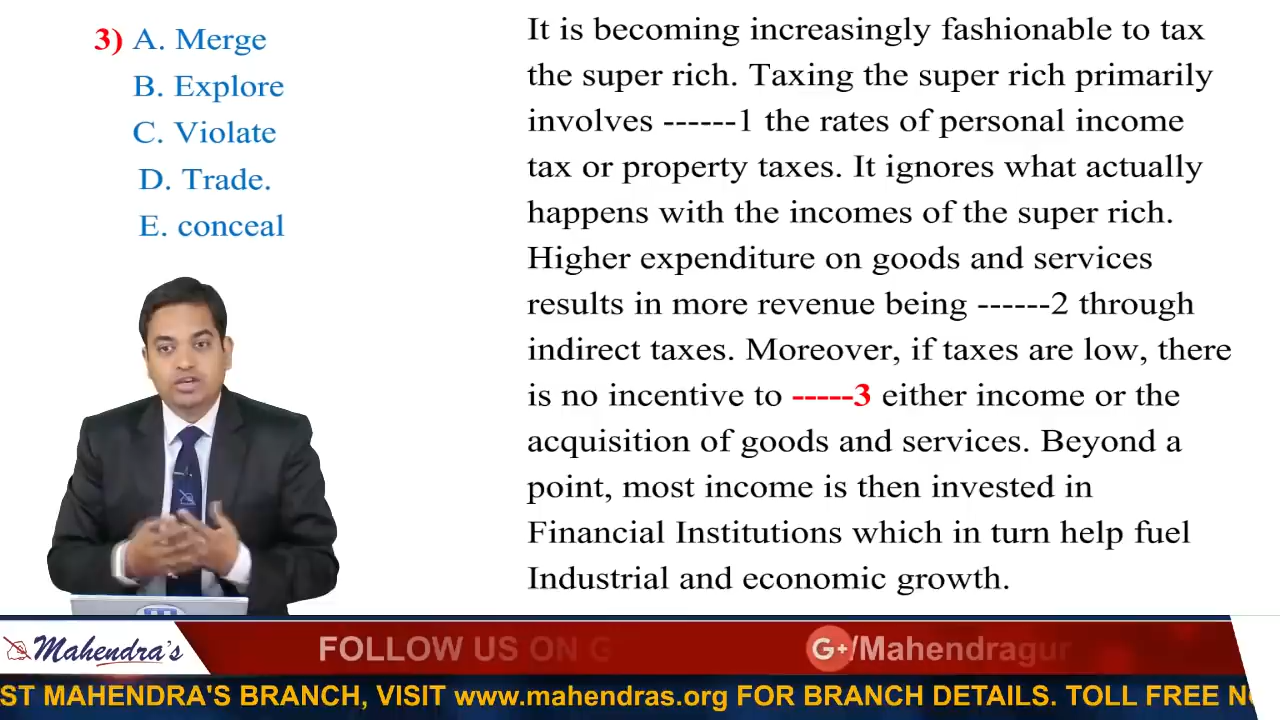 3) A. Merge
B. Explore
C. Violate
D. Trade.
E. conceal
It is becoming increasingly fashionable to tax
the super rich. Taxing the super rich primarily
involves ------1 the rates of personal income
tax or property taxes. It ignores what actually
happens with the incomes of the super rich.
Higher expenditure on goods and services
results in more revenue being ------2 through
indirect taxes. Moreover, if taxes are low, there
is no incentive to -----3 either income or the
acquisition of goods and services. Beyond a
point, most income is then invested in
Financial Institutions which in turn help fuel
Industrial and economic growth.
Mahendra's
FOLLOW US ON G
G+/Mahendragur
ST MAHENDRA'S BRANCH, VISIT www.mahendras.org FOR BRANCH DETAILS. TOLL FREE